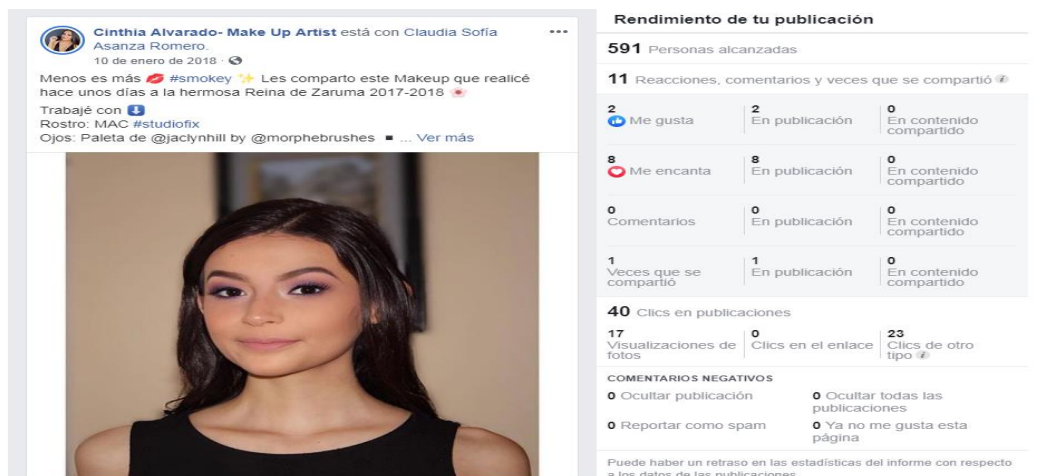 Cinthia Alvarado- Make Up Artist está con Claudia Sofía
Asanza Romero.
10 de enero de 2018 ·
Menos es más 💋 #smokey ✨ Les comparto este Makeup que realicé
hace unos días a la hermosa Reina de Zaruma 2017-2018 🌸
Trabajé con ⬇️
Rostro: MAC #studiofix
Ojos: Paleta de @jaclynhill by @morphebrushes ▪ ... Ver más
Rendimiento de tu publicación
591 Personas alcanzadas
11 Reacciones, comentarios y veces que se compartió
2 Me gusta
2 En publicación
0 En contenido compartido
8 Me encanta
8 En publicación
0 En contenido compartido
0 Comentarios
0 En publicación
0 En contenido compartido
1 Veces que se compartió
1 En publicación
0 En contenido compartido
40 Clics en publicaciones
17 Visualizaciones de fotos
0 Clics en el enlace
23 Clics de otro tipo
COMENTARIOS NEGATIVOS
0 Ocultar publicación
0 Ocultar todas las publicaciones
0 Reportar como spam
0 Ya no me gusta esta página
Puede haber un retraso en las estadísticas del informe con respecto
a los datos de las publicaciones